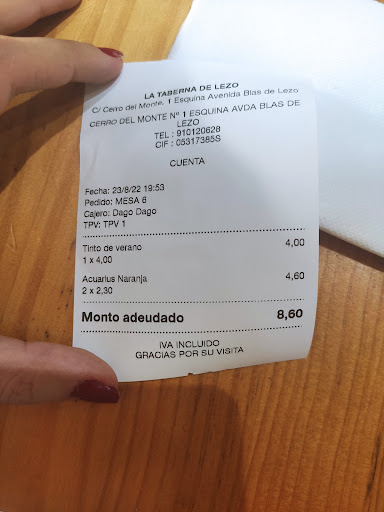 LA TABERNA DE LEZO
C/ Cerro del Monte, 1 Esquina Avenida Blas de Lezo
CERRO DEL MONTE Nº 1 ESQUINA AVDA BLAS DE
LEZO
TEL : 910120628
CIF : 05317385S
CUENTA
Fecha: 23/8/22 19:53
Pedido: MESA 6
Cajero: Dago Dago
TPV: TPV 1
Tinto de verano 4,00
1 x 4,00
Acuarius Naranja 4,60
2 x 2,30
Monto adeudado 8,60
IVA INCLUIDO
GRACIAS POR SU VISITA